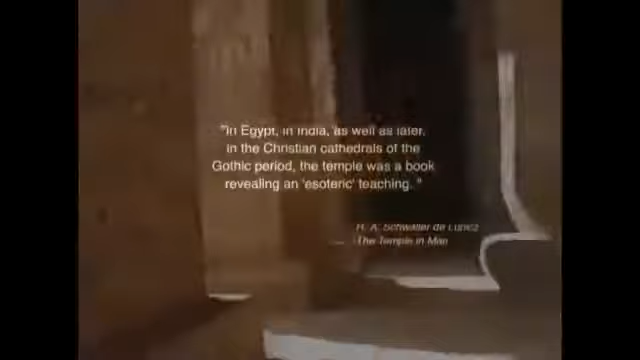 "In Egypt, in India, as well as later,
in the Christian cathedrals of the
Gothic period, the temple was a book
revealing an 'esoteric' teaching. "
R. A. Schwaller de Lubicz
The Temple in Man